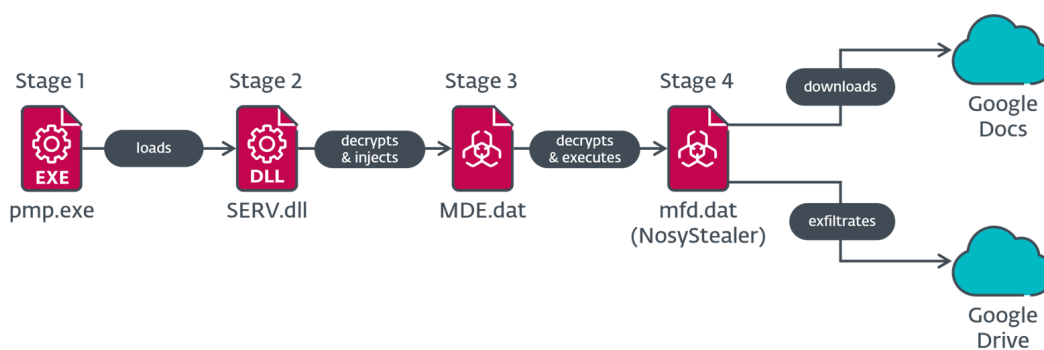 Stage 1
EXE
pmp.exe
loads
Stage 2
DLL
SERV.dll
decrypts
& injects
Stage 3
MDE.dat
decrypts
& executes
Stage 4
mfd.dat
(NosyStealer)
downloads
Google
Docs
exfiltrates
Google
Drive